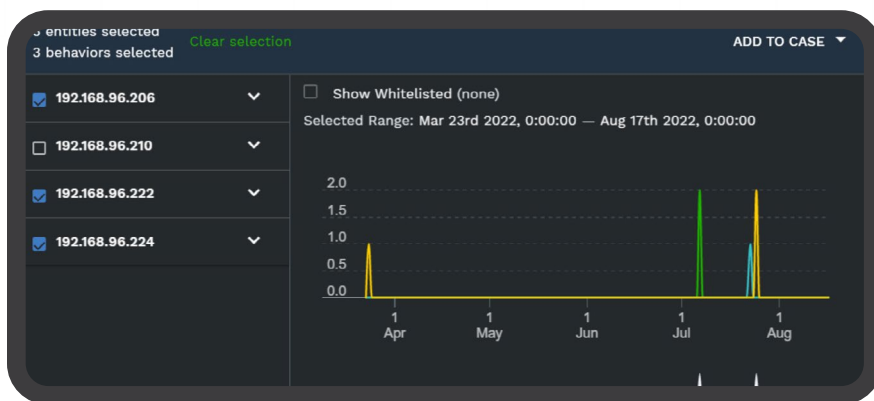 entities selected
3 behaviors selected
Clear selection
ADD TO CASE
192.168.96.206
192.168.96.210
192.168.96.222
192.168.96.224
Show Whitelisted (none)
Selected Range: Mar 23rd 2022, 0:00:00 — Aug 17th 2022, 0:00:00
2.0
1.5
1.0
0.5
0.0
1 1 1 1 1
Apr May Jun Jul Aug